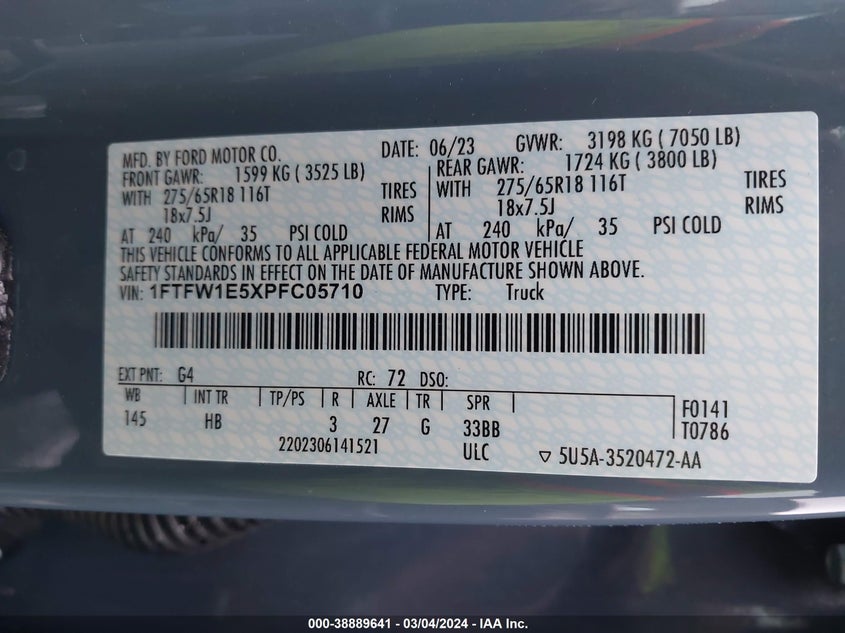 MFD. BY FORD MOTOR CO. DATE: 06/23 GVWR: 3198 KG ( 7050 LB)
FRONT GAWR: 1599 KG ( 3525 LB) REAR GAWR: 1724 KG ( 3800 LB)
WITH 275/65R18 116T TIRES WITH 275/65R18 116T TIRES
18x7.5J RIMS 18x7.5J RIMS
AT 240 kPa/ 35 PSI COLD AT 240 kPa/ 35 PSI COLD
THIS VEHICLE CONFORMS TO ALL APPLICABLE FEDERAL MOTOR VEHICLE
SAFETY STANDARDS IN EFFECT ON THE DATE OF MANUFACTURE SHOWN ABOVE.
VIN: 1FTFW1E5XPFC05710 TYPE: Truck
EXT PNT: G4 RC: 72 DSO:
WB INT TR TP/PS R AXLE TR SPR F0141
145 HB 3 27 G 33BB T0786
2202306141521 ULC ▽ 5U5A-3520472-AA
000-38889641 / 03/04/2024 - IAA Inc.